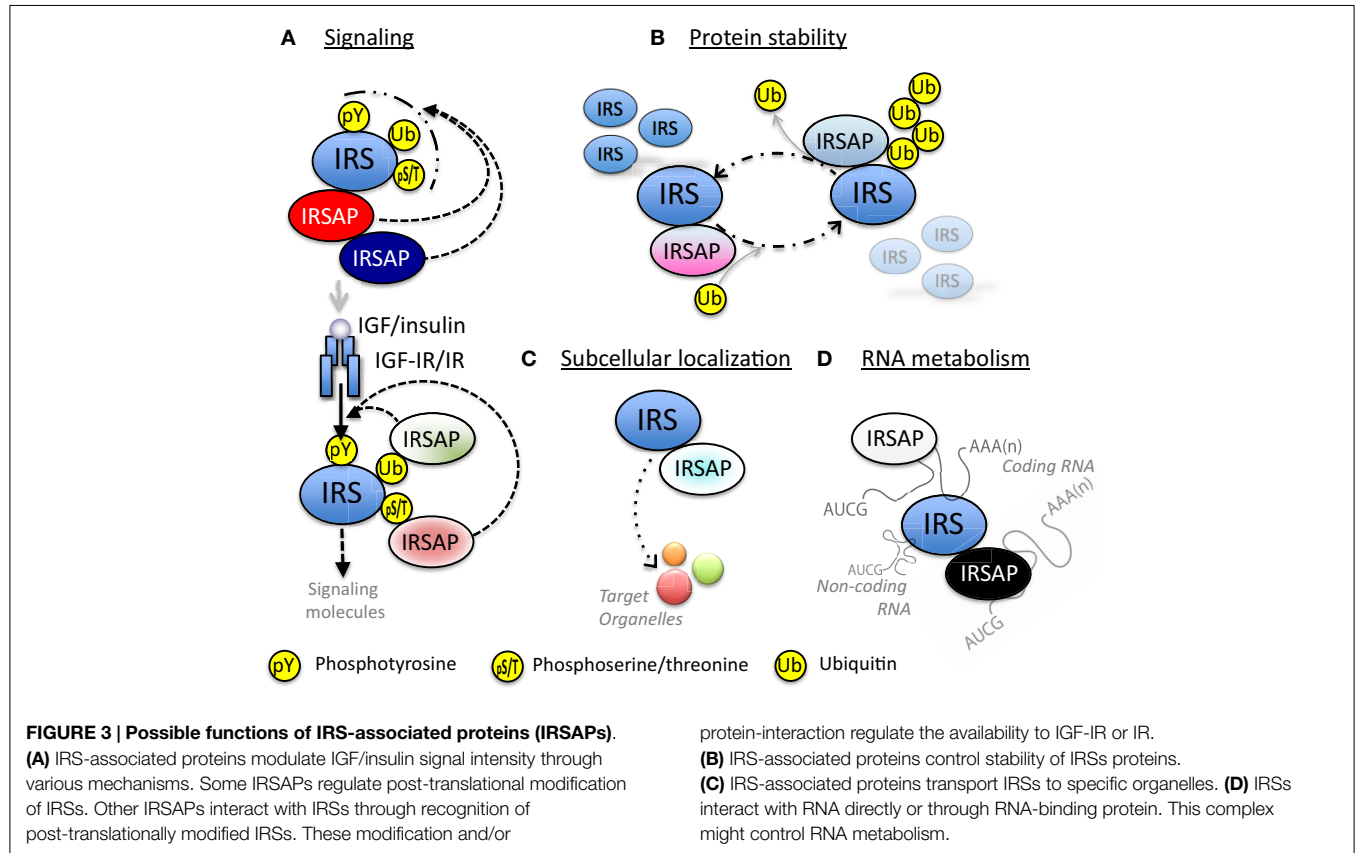 A Signaling
pY
Ub
IRS
pS/T
IRSAP
IRSAP
IGF/insulin
IGF-IR/IR
pY
IRSAP
Ub
IRS
pS/T
IRSAP
Signaling
molecules
B Protein stability
IRS
IRS
IRS
Ub
Ub
Ub
Ub
Ub
IRSAP
IRS
IRS
IRSAP
Ub
IRS
IRS
IRS
C Subcellular localization
IRS
IRSAP
Target
Organelles
D RNA metabolism
IRSAP
AAA(n)
Coding RNA
AAA(n)
AUCG
IRS
AUCG
Non-coding
RNA
IRSAP
AUCG
pY Phosphotyrosine
pS/T Phosphoserine/threonine
Ub Ubiquitin
FIGURE 3 | Possible functions of IRS-associated proteins (IRSAPs).
(A) IRS-associated proteins modulate IGF/insulin signal intensity through
various mechanisms. Some IRSAPs regulate post-translational modification
of IRSs. Other IRSAPs interact with IRSs through recognition of
post-translationally modified IRSs. These modification and/or
protein-interaction regulate the availability to IGF-IR or IR.
(B) IRS-associated proteins control stability of IRSs proteins.
(C) IRS-associated proteins transport IRSs to specific organelles. (D) IRSs
interact with RNA directly or through RNA-binding protein. This complex
might control RNA metabolism.